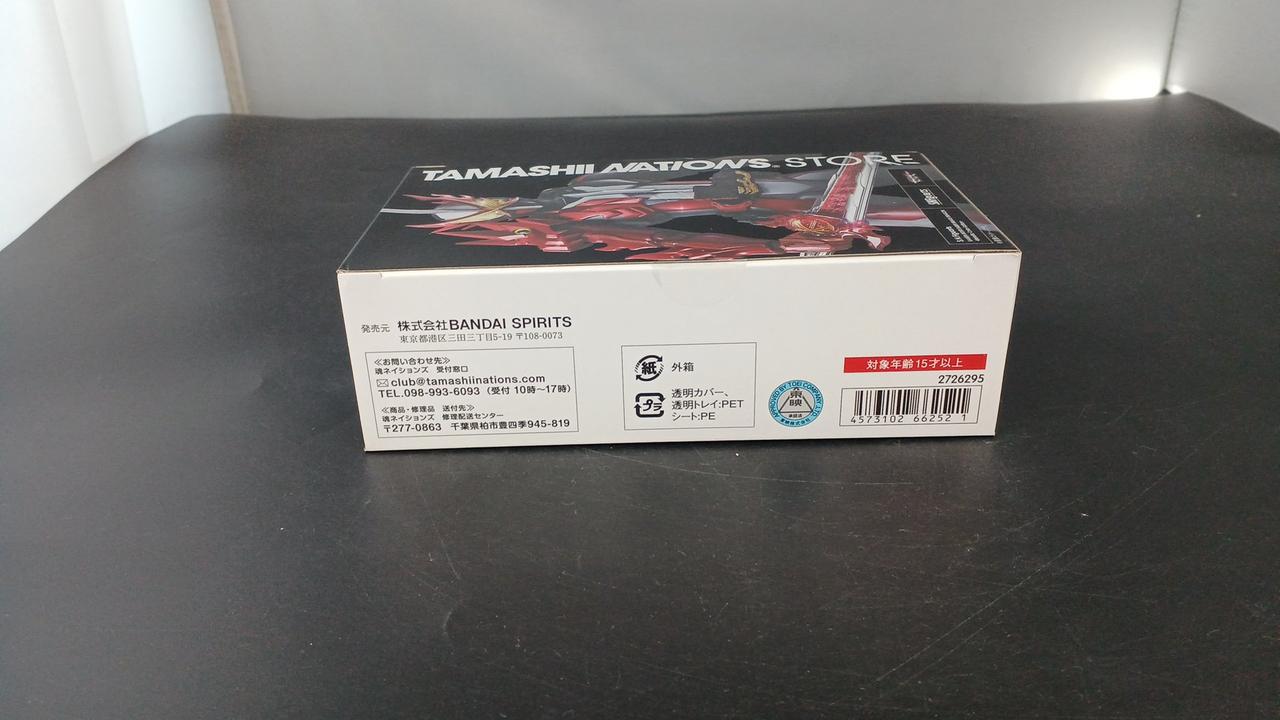 TAMASHII NATIONS STORE
S.H.Figuarts
発売元 株式会社BANDAI SPIRITS
東京都港区三田三丁目5-19 〒108-0073
≪お問い合わせ先≫
魂ネイションズ 受付窓口
club@tamashiinations.com
TEL.098-993-6093（受付 10時〜17時）
≪商品・修理品 送付先≫
魂ネイションズ 修理配送センター
〒277-0863 千葉県柏市豊四季945-819
紙 外箱
プラ 透明カバー、
透明トレイ:PET
シート:PE
東映
対象年齢15才以上
2726295
4573102 66252 1